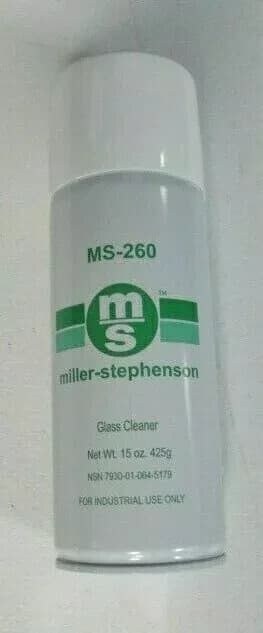 MS-260
m
s
™
miller-stephenson
Glass Cleaner
Net Wt. 15 oz. 425g
NSN 7930-01-064-5179
FOR INDUSTRIAL USE ONLY